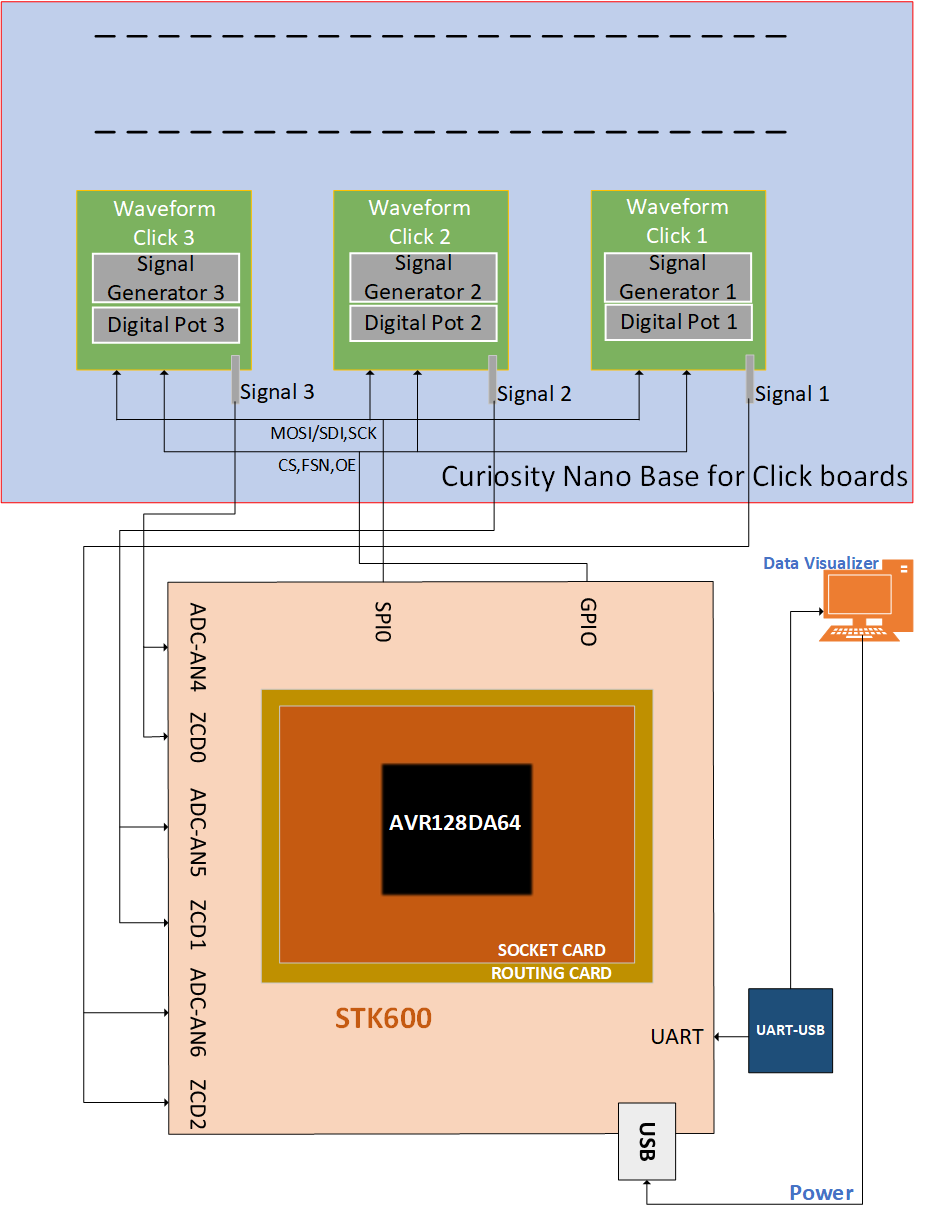 Waveform
Click 3
Signal
Generator 3
Digital Pot 3
Signal 3
Waveform
Click 2
Signal
Generator 2
Digital Pot 2
Signal 2
Waveform
Click 1
Signal
Generator 1
Digital Pot 1
Signal 1
MOSI/SDI,SCK
CS,FSN,OE
Curiosity Nano Base for Click boards
Data Visualizer
SPI0
GPIO
ADC-AN4
ZCD0
ADC-AN5
ZCD1
ADC-AN6
ZCD2
AVR128DA64
SOCKET CARD
ROUTING CARD
STK600
UART
UART-USB
USB
Power